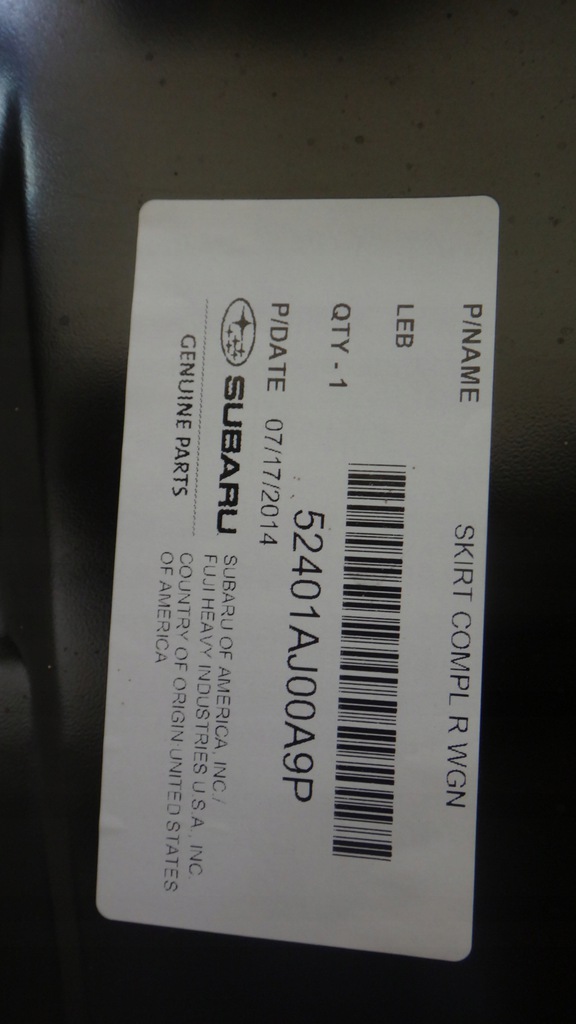 P/NAME SKIRT COMPL R WGN
LEB
QTY - 1
52401AJ00A9P
P/DATE 07/17/2014
SUBARU
GENUINE PARTS
SUBARU OF AMERICA, INC./
FUJI HEAVY INDUSTRIES U.S.A., INC.
COUNTRY OF ORIGIN:UNITED STATES
OF AMERICA